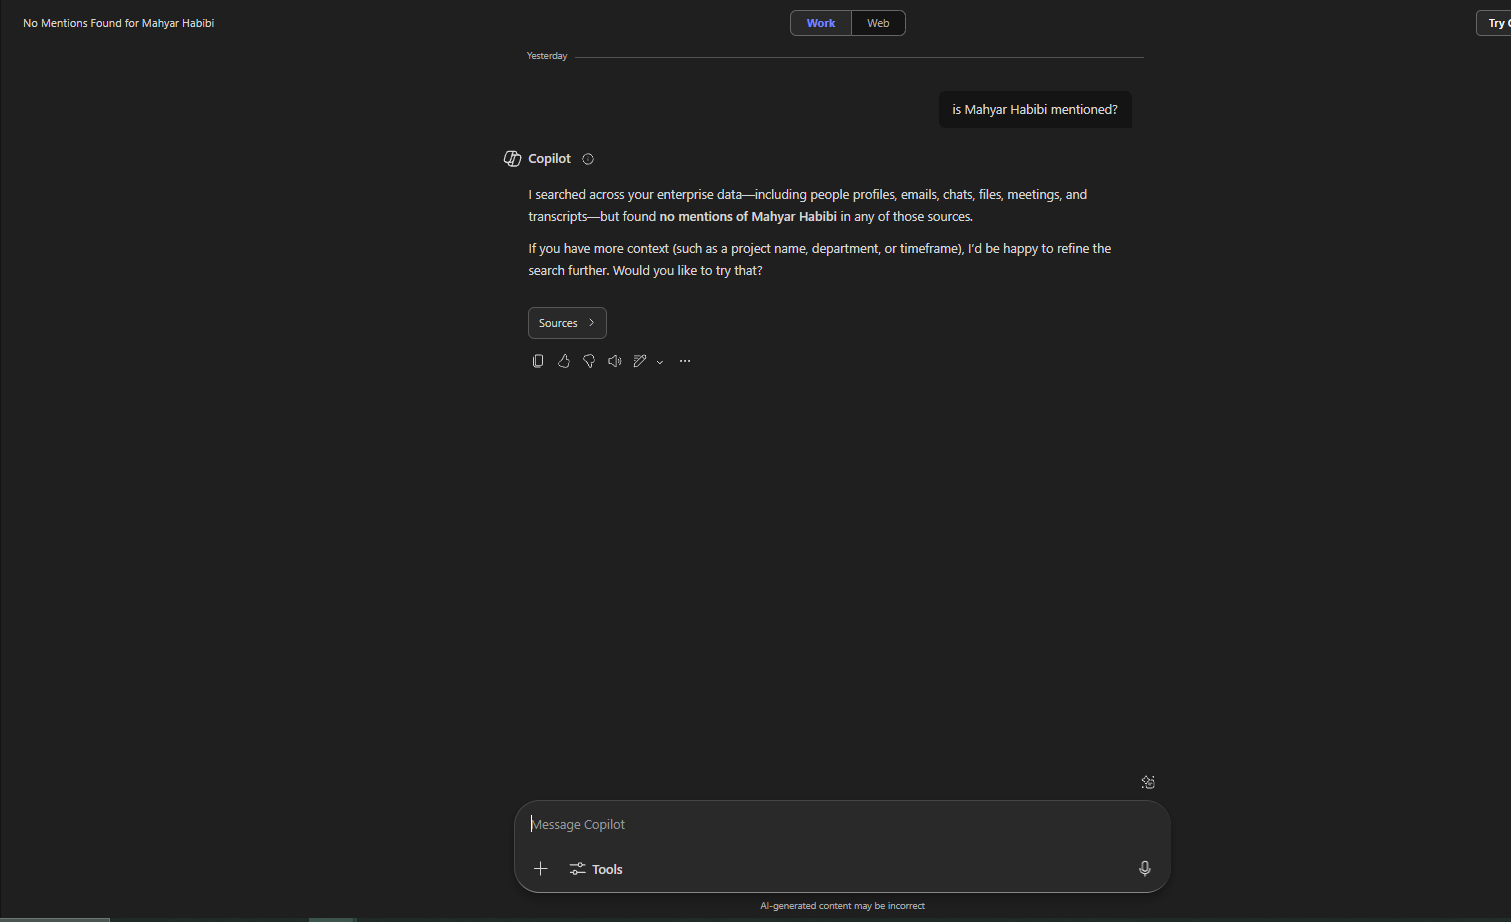 No Mentions Found for Mahyar Habibi
Work
Web
Try
Yesterday
is Mahyar Habibi mentioned?
Copilot
I searched across your enterprise data—including people profiles, emails, chats, files, meetings, and
transcripts—but found no mentions of Mahyar Habibi in any of those sources.
If you have more context (such as a project name, department, or timeframe), I’d be happy to refine the
search further. Would you like to try that?
Sources
Message Copilot
Tools
AI-generated content may be incorrect